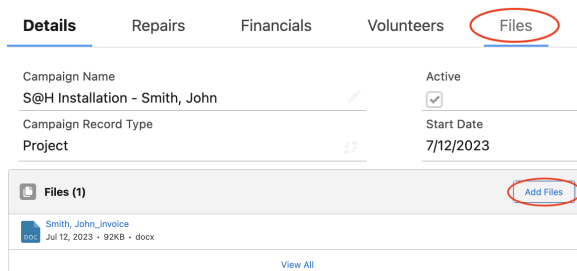 Details Repairs Financials Volunteers Files
Campaign Name Active
S@H Installation - Smith, John
Campaign Record Type Start Date
Project 7/12/2023
Files (1) Add Files
Smith, John_invoice
DOC Jul 12, 2023 • 92KB • docx
View All